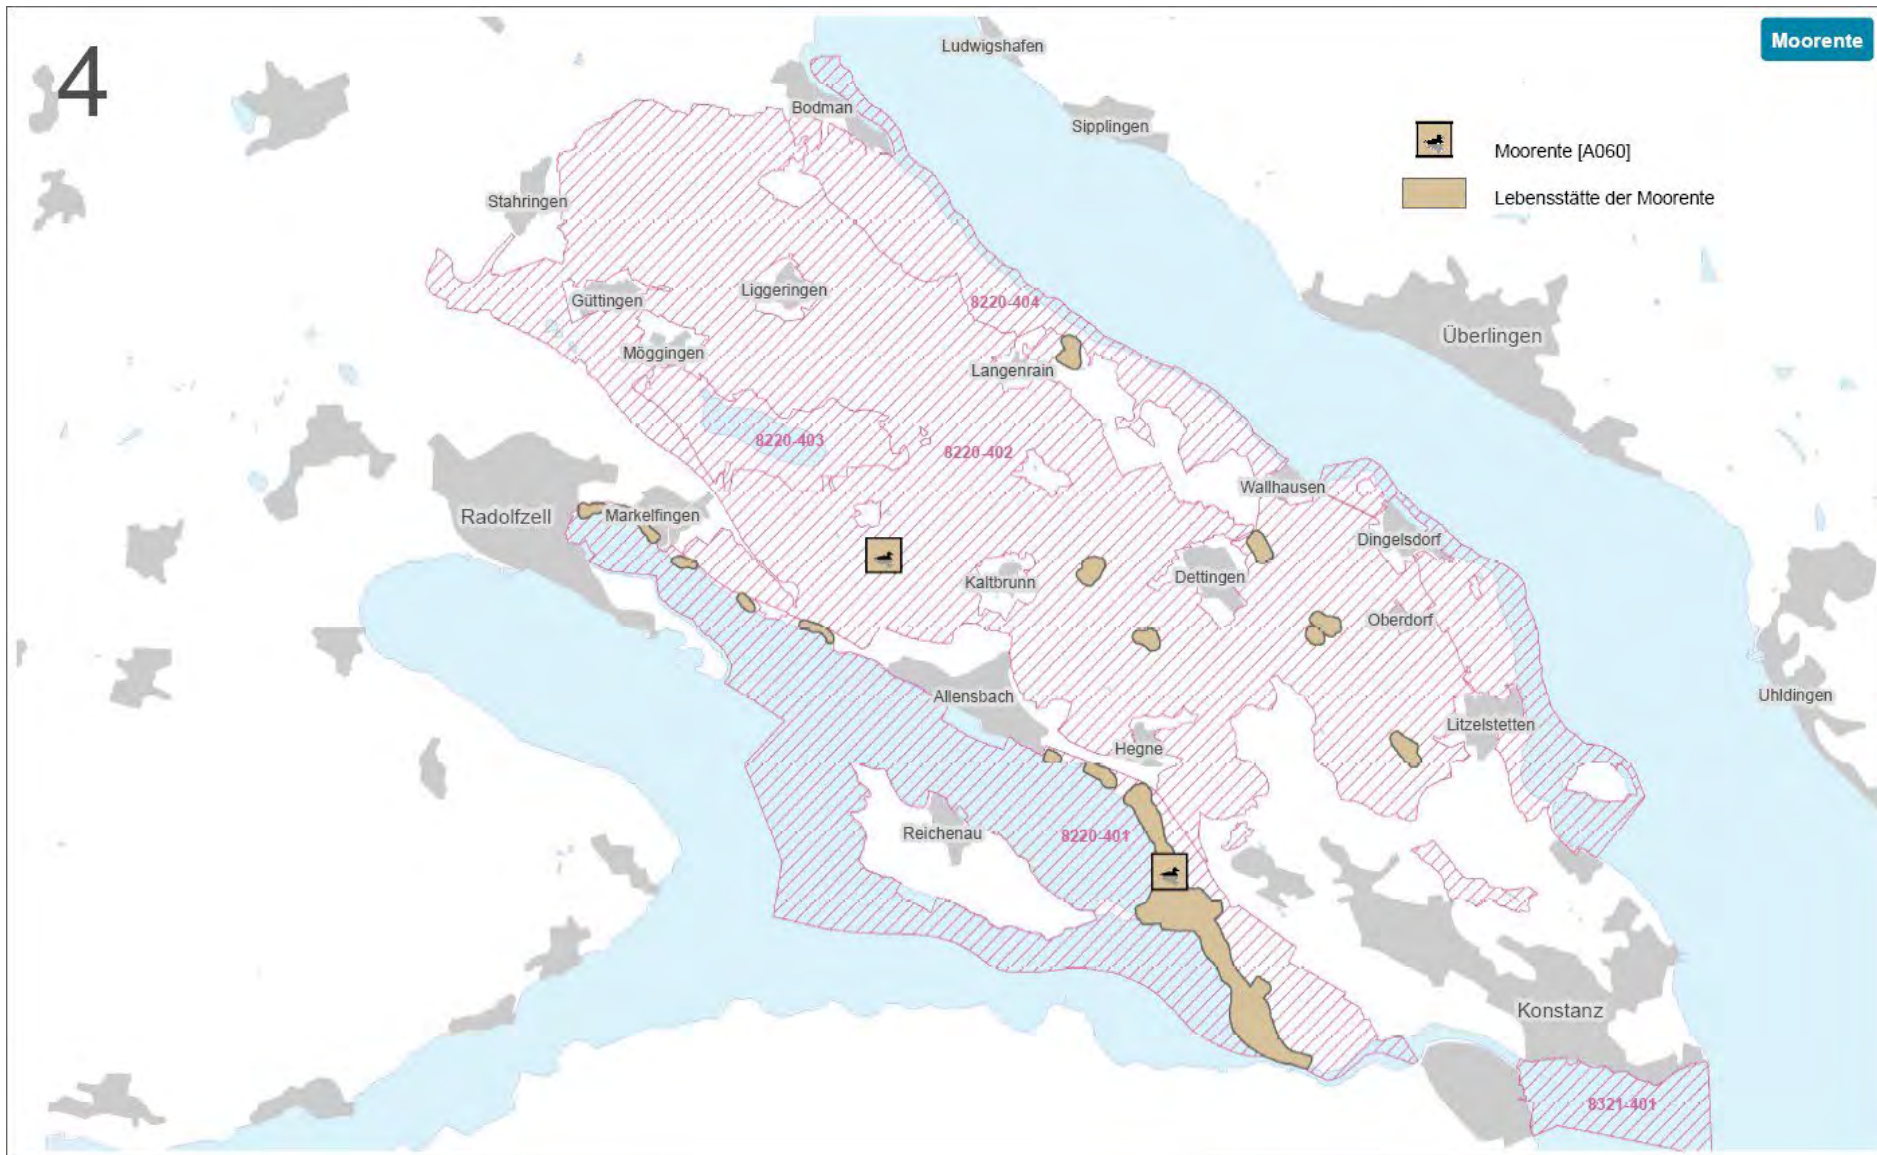 4
Moorente
Moorente [A060]
Lebensstätte der Moorente
Ludwigshafen
Bodman
Sipplingen
Stahringen
Güttingen
Liggeringen
8220-404
Überlingen
Möggingen
Langenrain
8220-403
8220-402
Wallhausen
Radolfzell
Markelfingen
Dingelsdorf
Kaltbrunn
Dettingen
Oberdorf
Allensbach
Uhldingen
Litzelstetten
Hegne
Reichenau
8220-401
Konstanz
8321-401